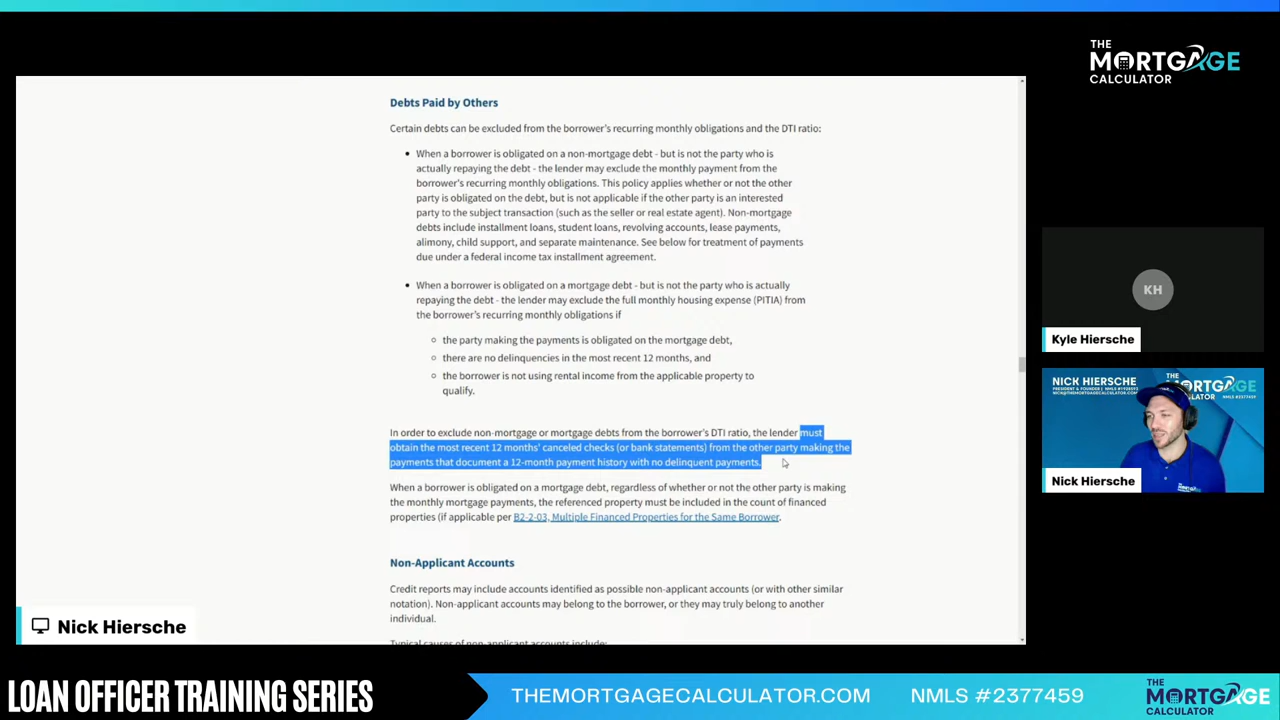 THE
MORTGAGE
CALCULATOR
Debts Paid by Others
Certain debts can be excluded from the borrower's recurring monthly obligations and the DTI ratio:
• When a borrower is obligated on a non-mortgage debt - but is not the party who is
actually repaying the debt - the lender may exclude the monthly payment from the
borrower's recurring monthly obligations. This policy applies whether or not the other
party is obligated on the debt, but is not applicable if the other party is an interested
party to the subject transaction (such as the seller or real estate agent). Non-mortgage
debts include installment loans, student loans, revolving accounts, lease payments,
alimony, child support, and separate maintenance. See below for treatment of payments
due under a federal income tax installment agreement.
• When a borrower is obligated on a mortgage debt - but is not the party who is actually
repaying the debt - the lender may exclude the full monthly housing expense (PITIA) from
the borrower's recurring monthly obligations if
○ the party making the payments is obligated on the mortgage debt,
○ there are no delinquencies in the most recent 12 months, and
○ the borrower is not using rental income from the applicable property to
qualify.
In order to exclude non-mortgage or mortgage debts from the borrower's DTI ratio, the lender must
obtain the most recent 12 months' canceled checks (or bank statements) from the other party making the
payments that document a 12-month payment history with no delinquent payments.
When a borrower is obligated on a mortgage debt, regardless of whether or not the other party is making
the monthly mortgage payments, the referenced property must be included in the count of financed
properties (if applicable per B2-2-03, Multiple Financed Properties for the Same Borrower.
Non-Applicant Accounts
Credit reports may include accounts identified as possible non-applicant accounts (or with other similar
notation). Non-applicant accounts may belong to the borrower, or they may truly belong to another
individual.
Typical causes of non-applicant accounts include:
KH
Kyle Hiersche
NICK HIERSCHE
PRESIDENT & FOUNDER
THE
MORTGAGE
NMLS #2377459
Nick Hiersche
Nick Hiersche
LOAN OFFICER TRAINING SERIES
THEMORTGAGECALCULATOR.COM
NMLS #2377459
THE
MORTGAGE
CALCULATOR